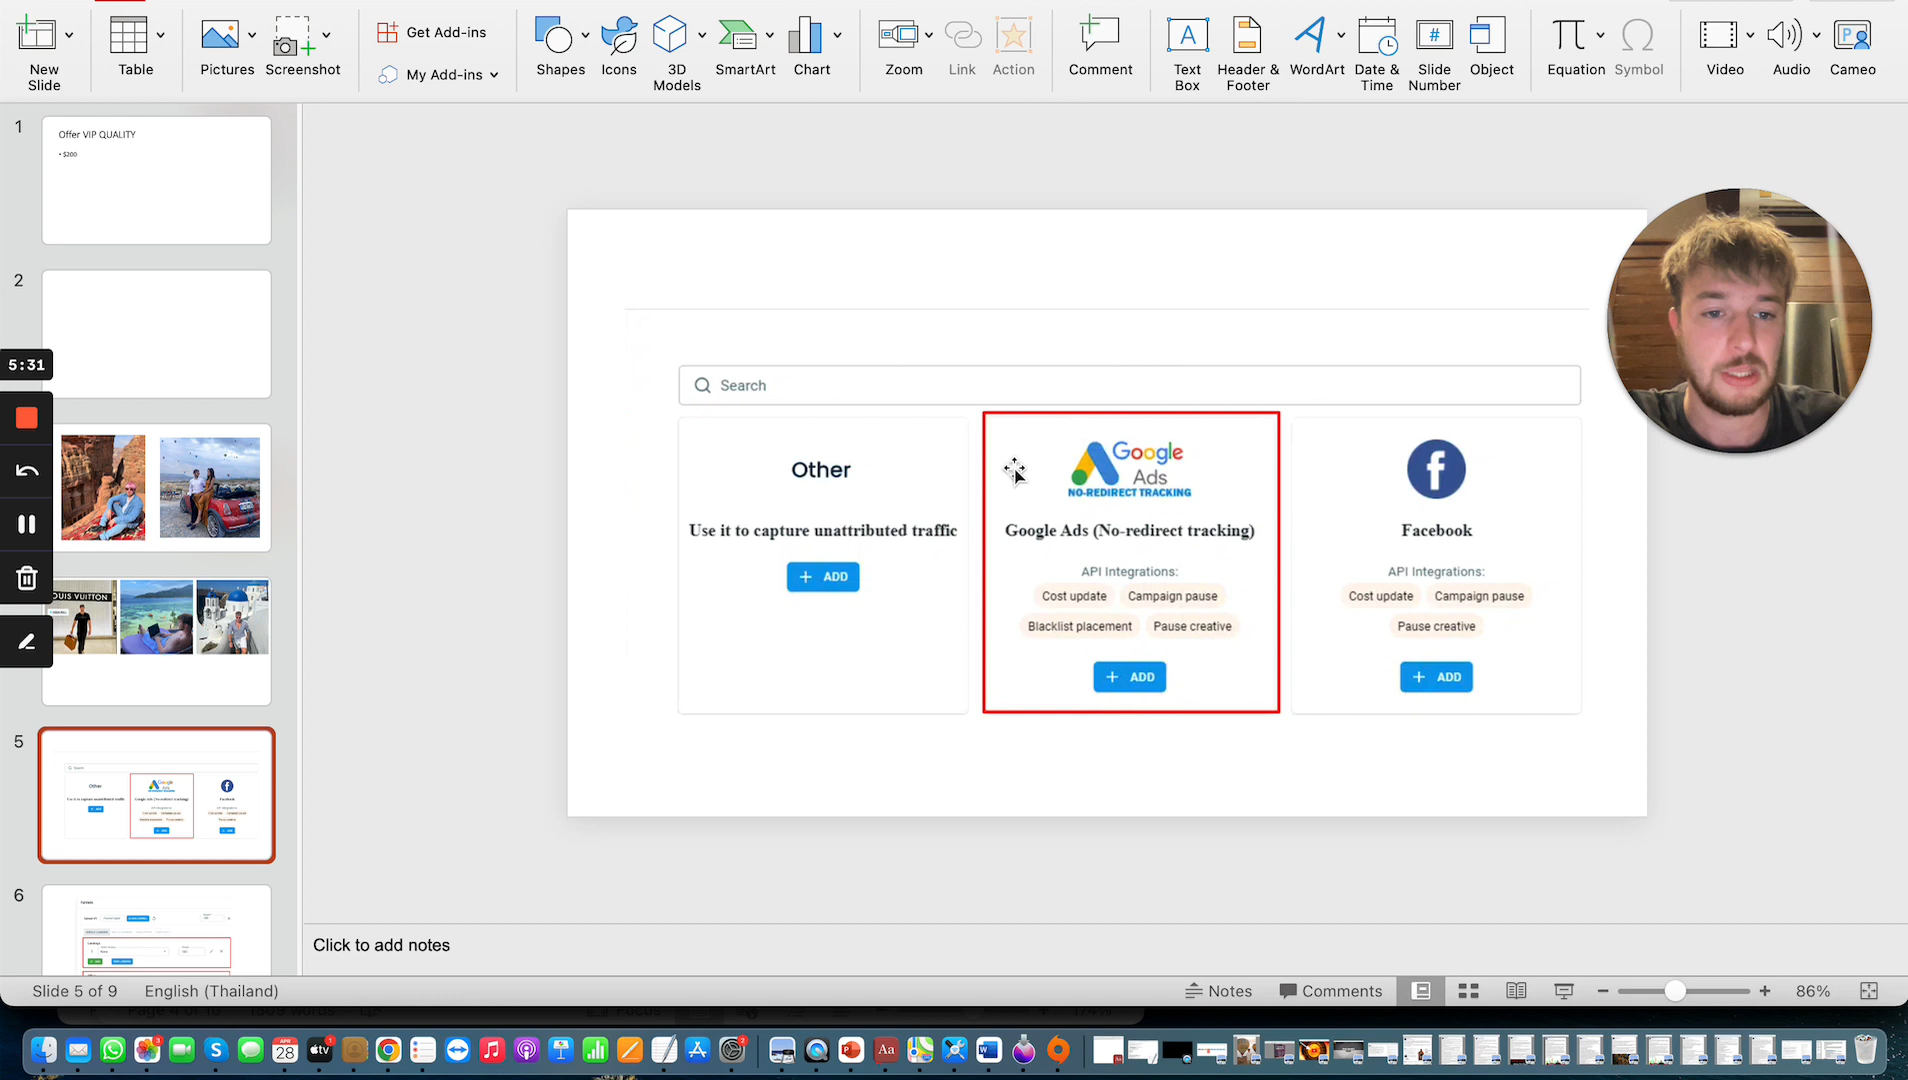 New
Slide
Table
Pictures
Screenshot
Get Add-ins
My Add-ins
Shapes
Icons
3D
Models
SmartArt
Chart
Zoom
Link
Action
Comment
Text
Box
Header &
Footer
WordArt
Date &
Time
Slide
Number
Object
Equation
Symbol
Video
Audio
Cameo
1
Offer VIP QUALITY
• $200
2
5:31
5
6
Search
Other
Use it to capture unattributed traffic
+ ADD
Google
Ads
NO-REDIRECT TRACKING
Google Ads (No-redirect tracking)
API Integrations:
Cost update
Campaign pause
Blacklist placement
Pause creative
+ ADD
Facebook
API Integrations:
Cost update
Campaign pause
Pause creative
+ ADD
Click to add notes
Slide 5 of 9
English (Thailand)
Notes
Comments
86%